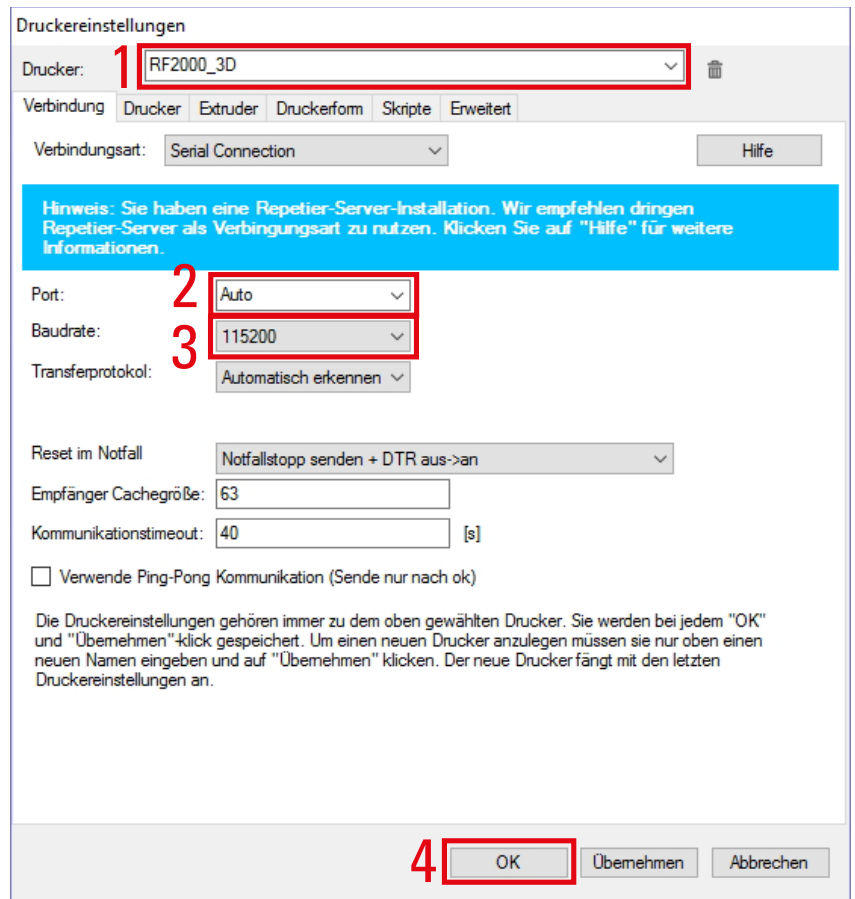 Druckereinstellungen
1
Drucker: RF2000_3D
Verbindung Drucker Extruder Druckerform Skripte Erweitert
Verbindungsart: Serial Connection Hilfe
Hinweis: Sie haben eine Repetier-Server-Installation. Wir empfehlen dringen
Repetier-Server als Verbingungsart zu nutzen. Klicken Sie auf "Hilfe" für weitere
Informationen.
Port: 2 Auto
Baudrate: 3 115200
Transferprotokol: Automatisch erkennen
Reset im Notfall Notfallstopp senden + DTR aus->an
Empfänger Cachegröße: 63
Kommunikationstimeout: 40 [s]
Verwende Ping-Pong Kommunikation (Sende nur nach ok)
Die Druckereinstellungen gehören immer zu dem oben gewählten Drucker. Sie werden bei jedem "OK"
und "Übernehmen"-klick gespeichert. Um einen neuen Drucker anzulegen müssen sie nur oben einen
neuen Namen eingeben und auf "Übernehmen" klicken. Der neue Drucker fängt mit den letzten
Druckereinstellungen an.
4 OK Übernehmen Abbrechen